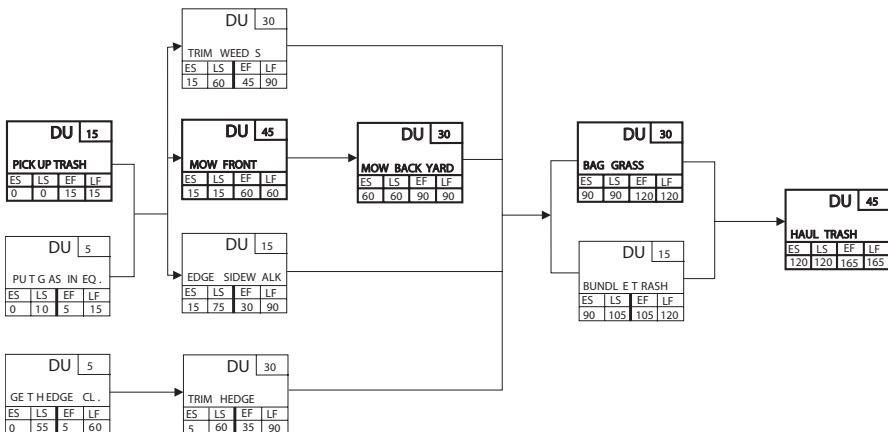 DU 30
TRIM WEED S
ES LS EF LF
15 60 45 90
DU 15
PICK UP TRASH
ES LS EF LF
0 0 15 15
DU 45
MOW FRONT
ES LS EF LF
15 15 60 60
DU 30
MOW BACK YARD
ES LS EF LF
60 60 90 90
DU 30
BAG GRASS
ES LS EF LF
90 90 120 120
DU 45
HAUL TRASH
ES LS EF LF
120 120 165 165
DU 5
PU T G AS IN EQ .
ES LS EF LF
0 10 5 15
DU 15
EDGE SIDEW ALK
ES LS EF LF
15 75 30 90
DU 15
BUNDL E T RASH
ES LS EF LF
90 105 105 120
DU 5
GE T H EDGE CL .
ES LS EF LF
0 55 5 60
DU 30
TRIM HEDGE
ES LS EF LF
5 60 35 90